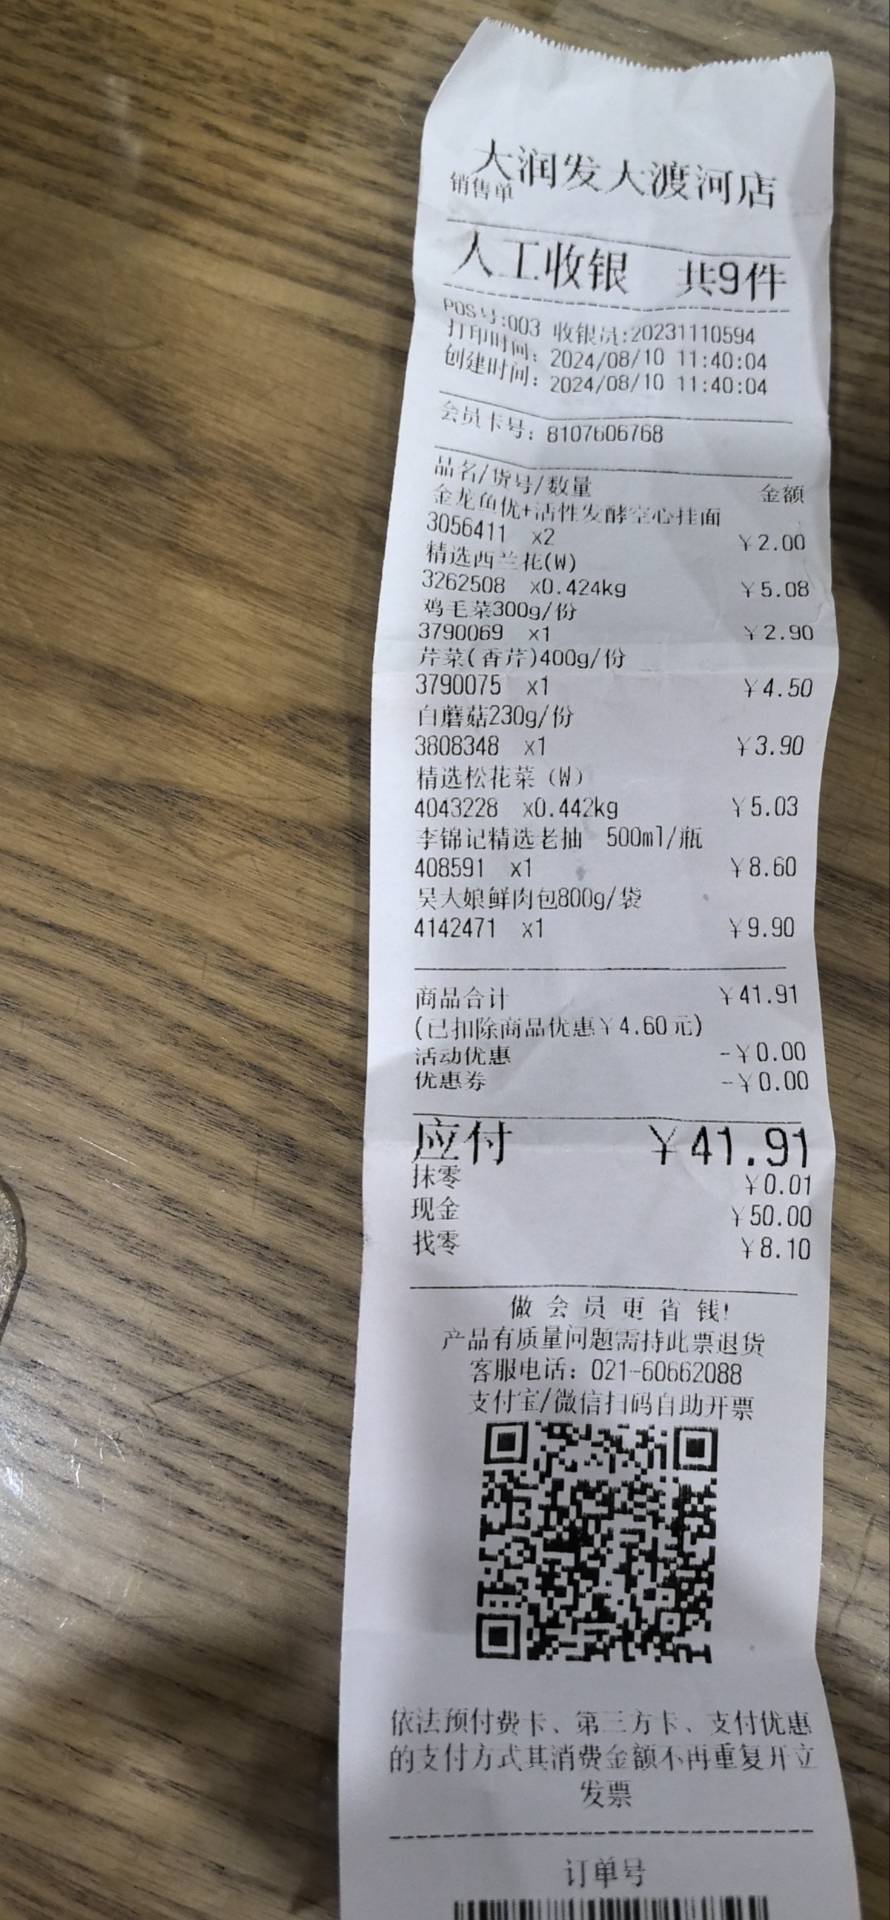 大润发大渡河店
销售单
人工收银 共9件
POS号:003 收银员:20231110594
打印时间: 2024/08/10 11:40:04
创建时间: 2024/08/10 11:40:04
会员卡号: 8107606768
品名/货号/数量 金额
金龙鱼优+活性发酵空心挂面
3056411 x2 ¥2.00
精选西兰花(W)
3262508 x0.424kg ¥5.08
鸡毛菜300g/份
3790069 x1 ¥2.90
芹菜(香芹)400g/份
3790075 x1 ¥4.50
白蘑菇230g/份
3808348 x1 ¥3.90
精选松花菜(W)
4043228 x0.442kg ¥5.03
李锦记精选老抽 500ml/瓶
408591 x1 ¥8.60
吴大娘鲜肉包800g/袋
4142471 x1 ¥9.90
商品合计 ¥41.91
(已扣除商品优惠¥4.60元)
活动优惠 -¥0.00
优惠券 -¥0.00
应付 ¥41.91
抹零 ¥0.01
现金 ¥50.00
找零 ¥8.10
做会员更省钱!
产品有质量问题需持此票退货
客服电话: 021-60662088
支付宝/微信扫码自助开票
依法预付费卡、第三方卡、支付优惠
的支付方式其消费金额不再重复开立
发票
订单号